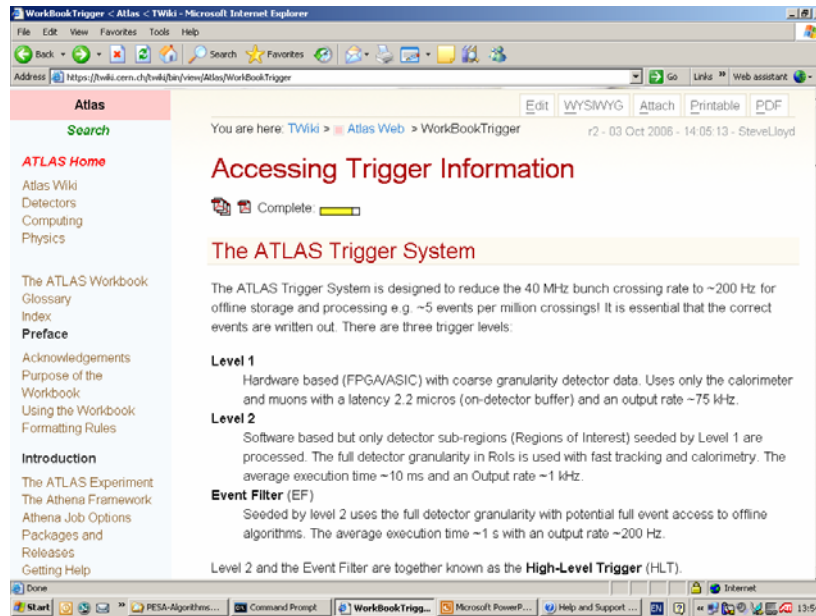 WorkBookTrigger < Atlas < TWiki - Microsoft Internet Explorer
File Edit View Favorites Tools Help
Back Search Favorites
Address https://twiki.cern.ch/twiki/bin/view/Atlas/WorkBookTrigger Go Links » Web assistant
Atlas
Search
ATLAS Home
Atlas Wiki
Detectors
Computing
Physics
The ATLAS Workbook
Glossary
Index
Preface
Acknowledgements
Purpose of the
Workbook
Using the Workbook
Formatting Rules
Introduction
The ATLAS Experiment
The Athena Framework
Athena Job Options
Packages and
Releases
Getting Help
Edit WYSIWYG Attach Printable PDF
You are here: TWiki > Atlas Web > WorkBookTrigger r2 - 03 Oct 2006 - 14:05:13 - SteveLloyd
Accessing Trigger Information
Complete:
The ATLAS Trigger System
The ATLAS Trigger System is designed to reduce the 40 MHz bunch crossing rate to ~200 Hz for
offline storage and processing e.g. ~5 events per million crossings! It is essential that the correct
events are written out. There are three trigger levels:
Level 1
Hardware based (FPGA/ASIC) with coarse granularity detector data. Uses only the calorimeter
and muons with a latency 2.2 micros (on-detector buffer) and an output rate ~75 kHz.
Level 2
Software based but only detector sub-regions (Regions of Interest) seeded by Level 1 are
processed. The full detector granularity in RoIs is used with fast tracking and calorimetry. The
average execution time ~10 ms and an Output rate ~1 kHz.
Event Filter (EF)
Seeded by level 2 uses the full detector granularity with potential full event access to offline
algorithms. The average execution time ~1 s with an output rate ~200 Hz.
Level 2 and the Event Filter are together known as the High-Level Trigger (HLT).
Done Internet
Start » PESA-Algorithms... Command Prompt WorkBookTrigg... Microsoft PowerP... Help and Support ... EN « 13:5